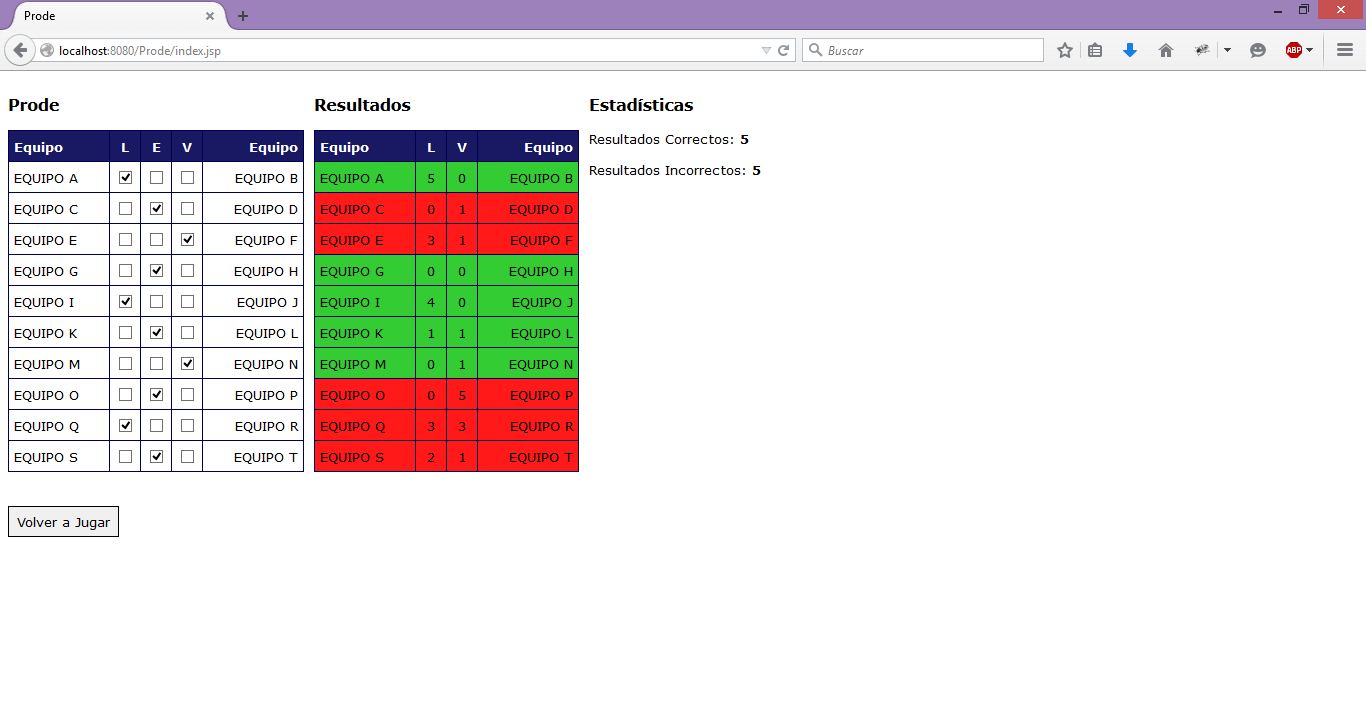 Prode
localhost:8080/Prode/index.jsp
Buscar
ABP
Prode
Equipo L E V Equipo
EQUIPO A EQUIPO B
EQUIPO C EQUIPO D
EQUIPO E EQUIPO F
EQUIPO G EQUIPO H
EQUIPO I EQUIPO J
EQUIPO K EQUIPO L
EQUIPO M EQUIPO N
EQUIPO O EQUIPO P
EQUIPO Q EQUIPO R
EQUIPO S EQUIPO T
Resultados
Equipo L V Equipo
EQUIPO A 5 0 EQUIPO B
EQUIPO C 0 1 EQUIPO D
EQUIPO E 3 1 EQUIPO F
EQUIPO G 0 0 EQUIPO H
EQUIPO I 4 0 EQUIPO J
EQUIPO K 1 1 EQUIPO L
EQUIPO M 0 1 EQUIPO N
EQUIPO O 0 5 EQUIPO P
EQUIPO Q 3 3 EQUIPO R
EQUIPO S 2 1 EQUIPO T
Estadísticas
Resultados Correctos: 5
Resultados Incorrectos: 5
Volver a Jugar